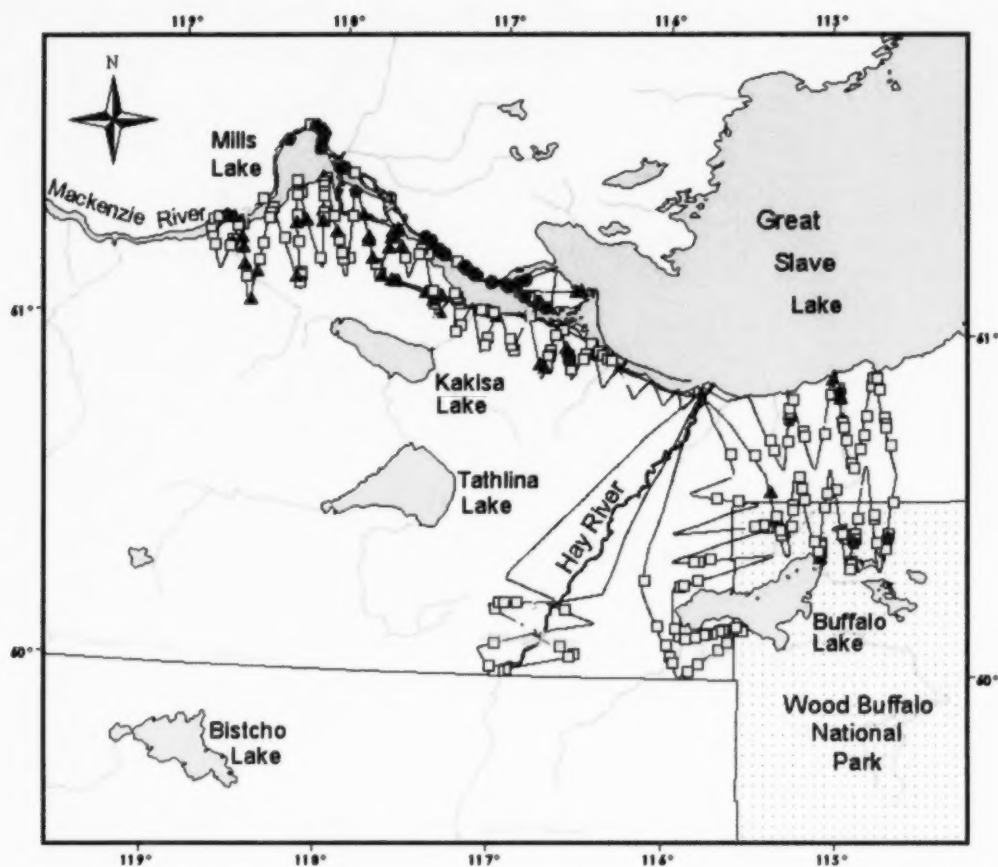 119° 118° 117° 116° 115°
N
Mills
Lake
Mackenzie River
Great
Slave
Lake
61° 61°
Kakisa
Lake
Tathlina
Lake
Hay River
Buffalo
Lake
60° 60°
Wood Buffalo
National
Park
Bistcho
Lake
119° 118° 117° 116° 115°